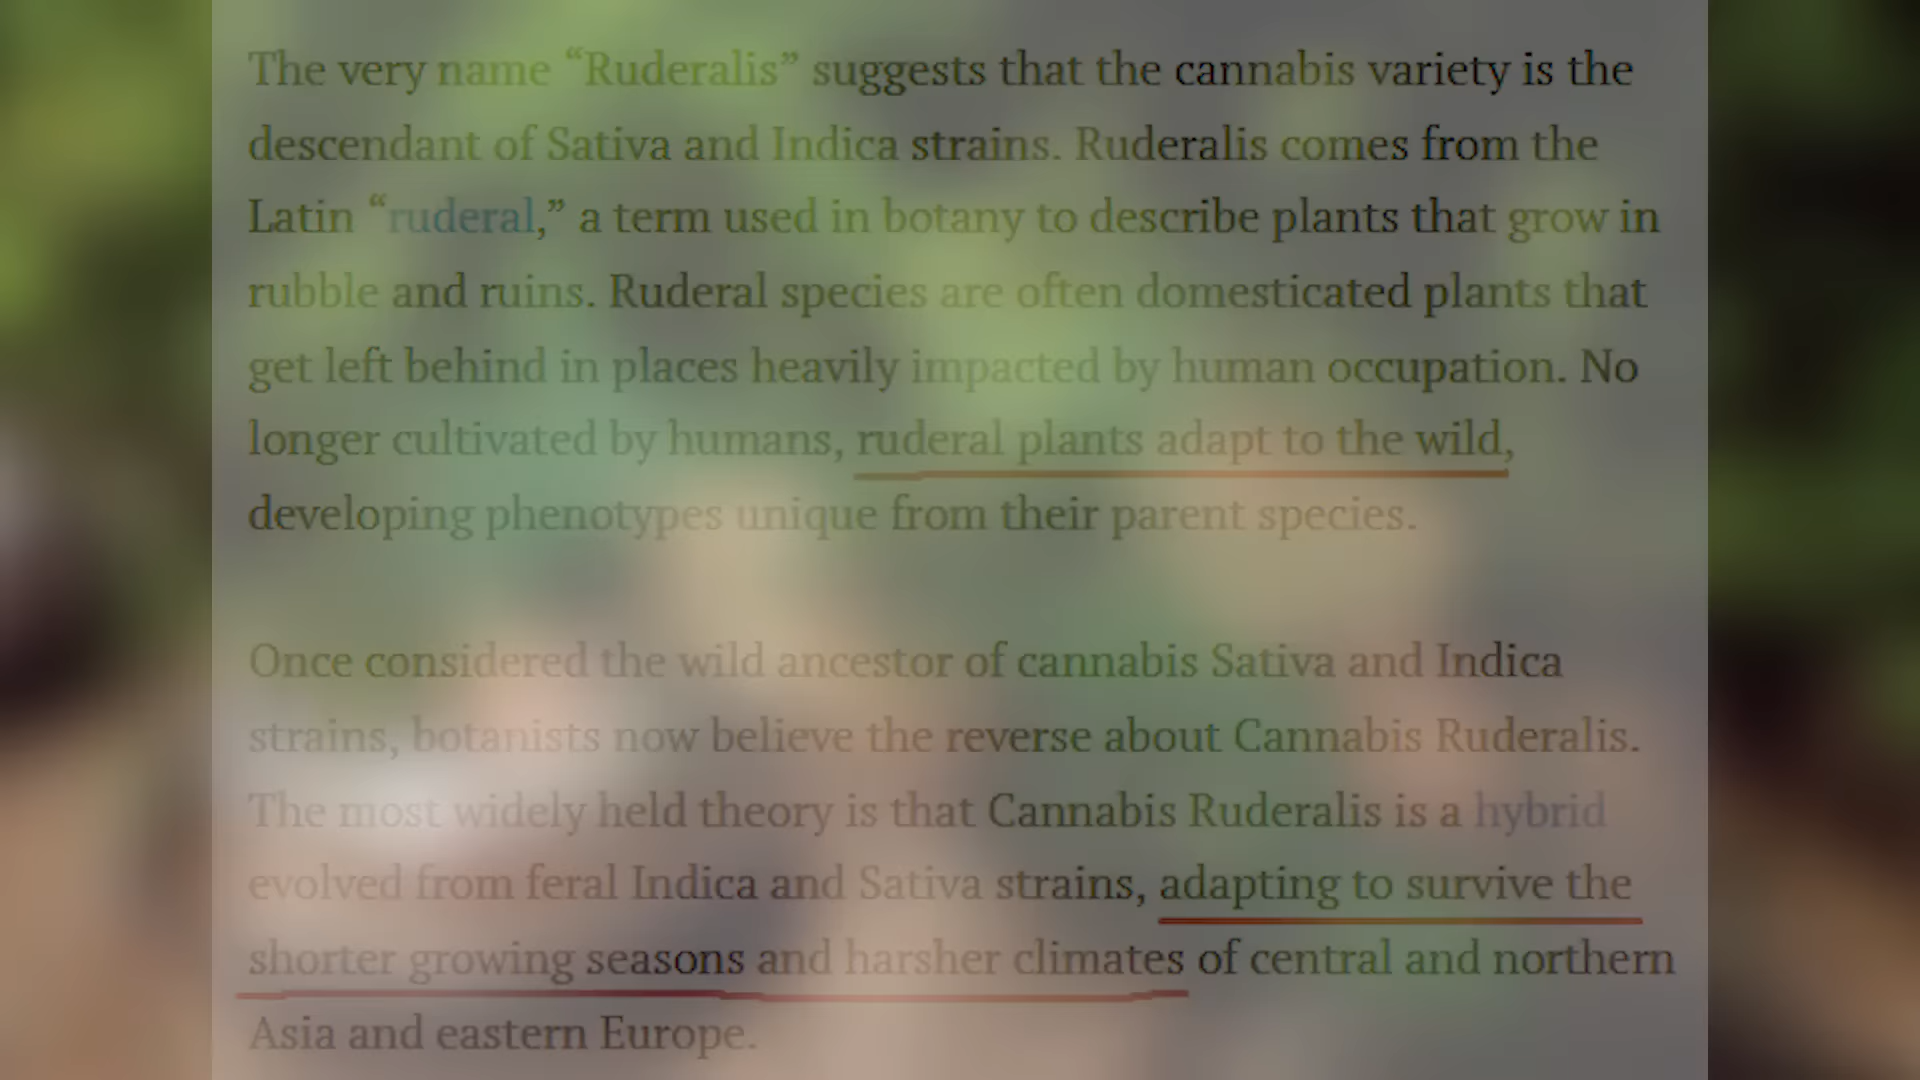 The very name “Ruderalis” suggests that the cannabis variety is the
descendant of Sativa and Indica strains. Ruderalis comes from the
Latin “ruderal,” a term used in botany to describe plants that grow in
rubble and ruins. Ruderal species are often domesticated plants that
get left behind in places heavily impacted by human occupation. No
longer cultivated by humans, ruderal plants adapt to the wild,
developing phenotypes unique from their parent species.
Once considered the wild ancestor of cannabis Sativa and Indica
strains, botanists now believe the reverse about Cannabis Ruderalis.
The most widely held theory is that Cannabis Ruderalis is a hybrid
evolved from feral Indica and Sativa strains, adapting to survive the
shorter growing seasons and harsher climates of central and northern
Asia and eastern Europe.